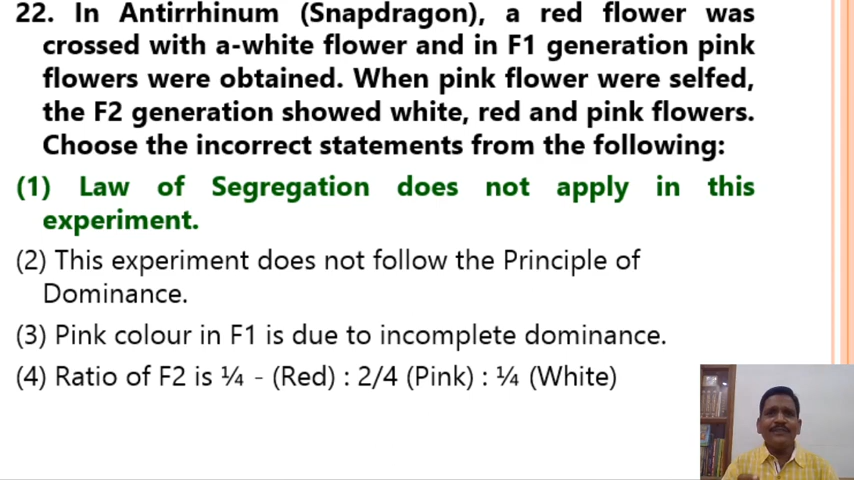 22. In Antirrhinum (Snapdragon), a red flower was
crossed with a-white flower and in F1 generation pink
flowers were obtained. When pink flower were selfed,
the F2 generation showed white, red and pink flowers.
Choose the incorrect statements from the following:
(1) Law of Segregation does not apply in this
experiment.
(2) This experiment does not follow the Principle of
Dominance.
(3) Pink colour in F1 is due to incomplete dominance.
(4) Ratio of F2 is ¼ - (Red) : 2/4 (Pink) : ¼ (White)